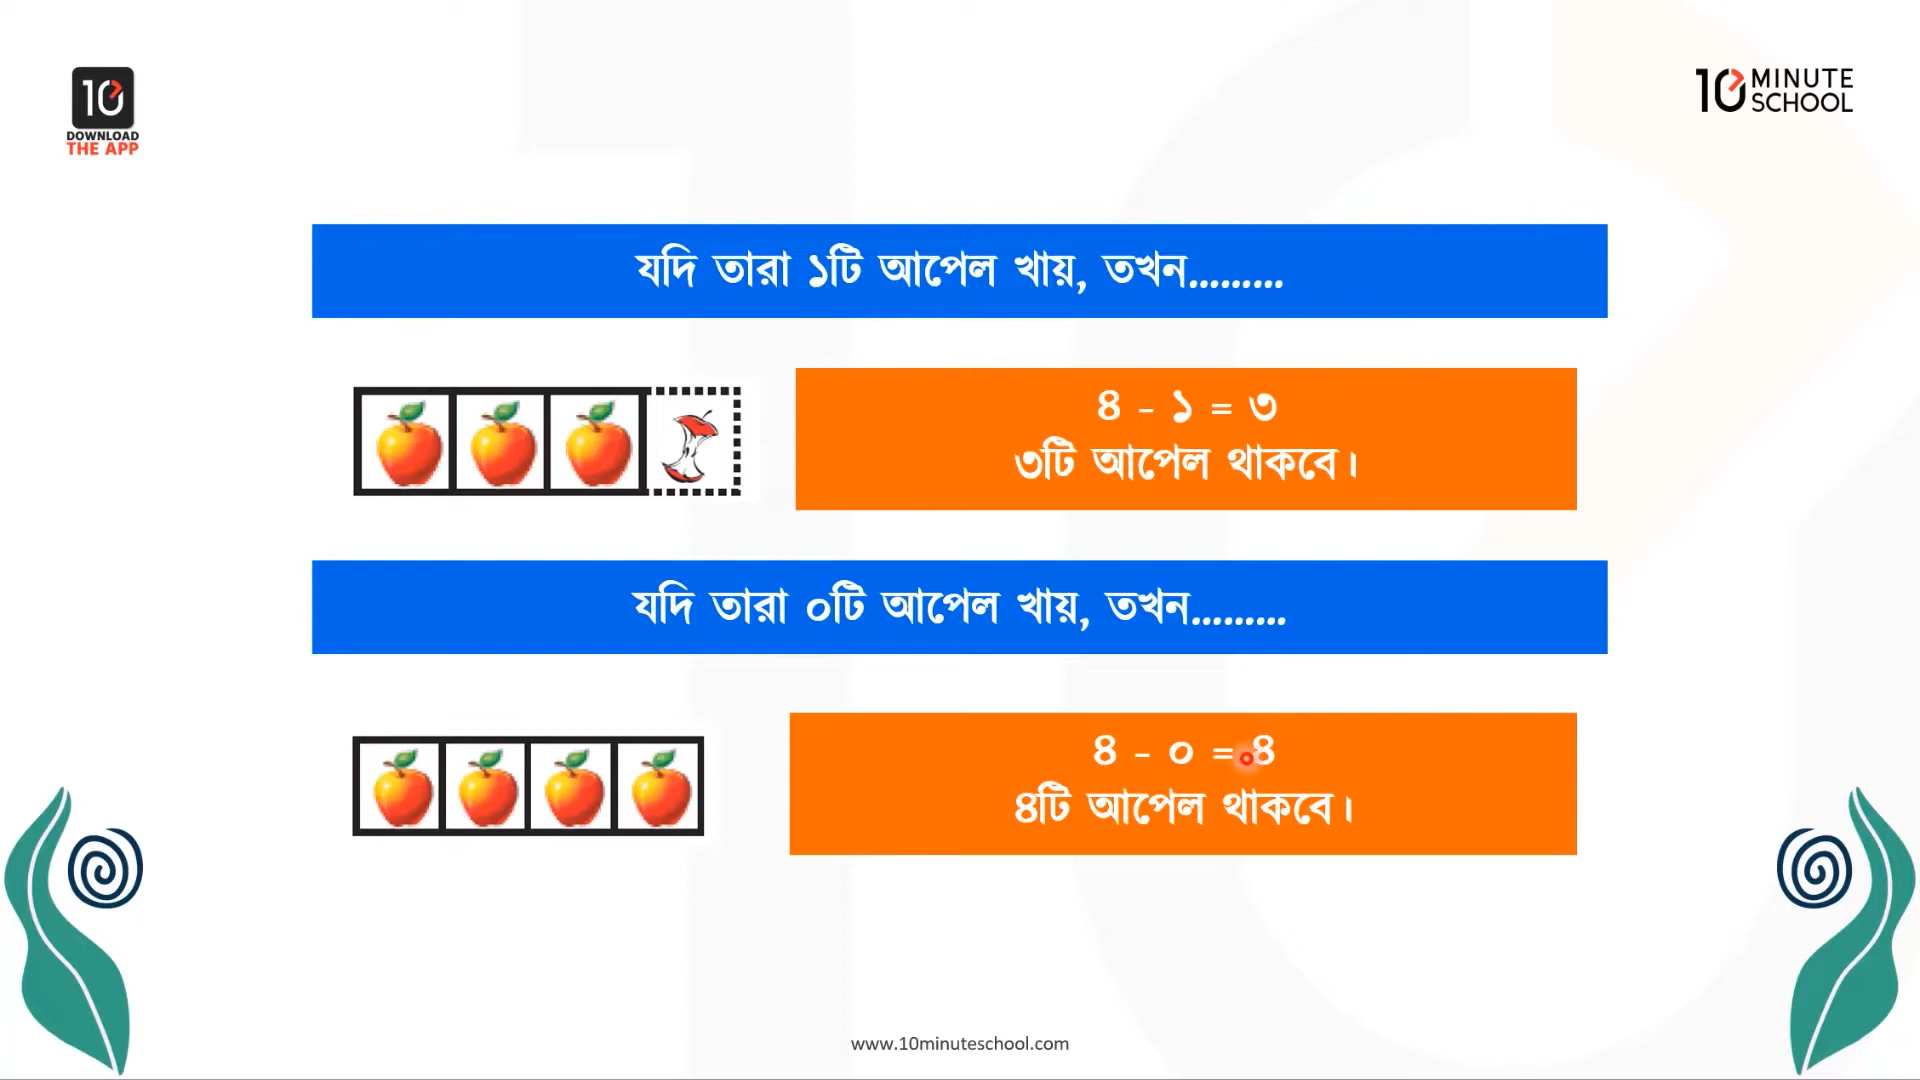 10
DOWNLOAD
THE APP
10 MINUTE
SCHOOL
যদি তারা ১টি আপেল খায়, তখন.........
৪ - ১ = ৩
৩টি আপেল থাকবে।
যদি তারা ০টি আপেল খায়, তখন.........
৪ - ০ = ৪
৪টি আপেল থাকবে।
www.10minuteschool.com